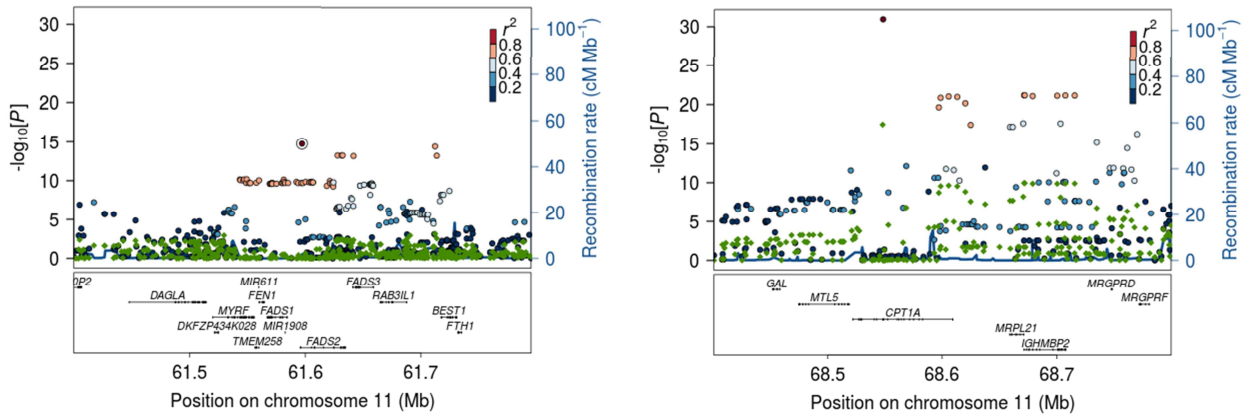 30
25
20
15
10
5
0
-log10[P]
r2
0.8
0.6
0.4
0.2
100
80
60
40
20
0
Recombination rate (cM Mb−1)
MIR611
FADS3
DAGLA
FEN1
RAB3IL1
MYRF
FADS1
BEST1
DKFZP434K028
MIR1908
FTH1
TMEM258
FADS2
61.5
61.6
61.7
Position on chromosome 11 (Mb)
30
25
20
15
10
5
0
-log10[P]
r2
0.8
0.6
0.4
0.2
100
80
60
40
20
0
Recombination rate (cM Mb−1)
GAL
MRGPRD
MTL5
MRGPRF
CPT1A
MRPL21
IGHMBP2
68.5
68.6
68.7
Position on chromosome 11 (Mb)